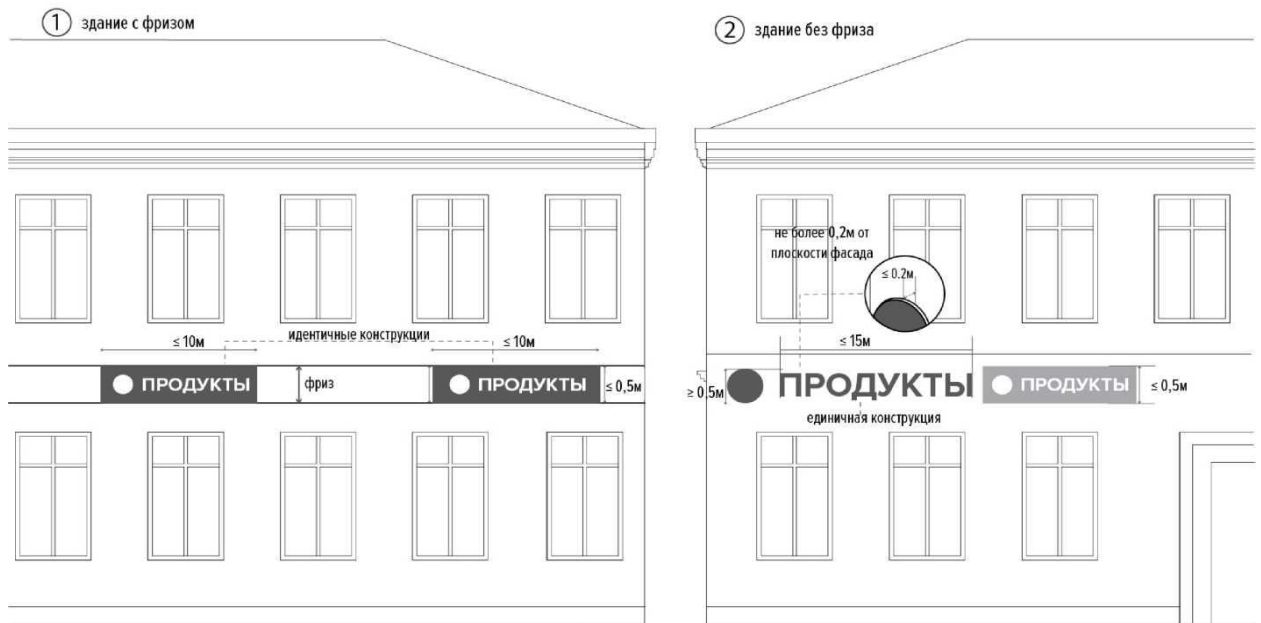 1 здание с фризом
2 здание без фриза
не более 0,2м от
плоскости фасада
≤ 0.2м
≤ 10м
идентичные конструкции
≤ 10м
≤ 15м
ПРОДУКТЫ
фриз
ПРОДУКТЫ
≤ 0,5м
≥ 0,5м
ПРОДУКТЫ
ПРОДУКТЫ
≤ 0,5м
единичная конструкция